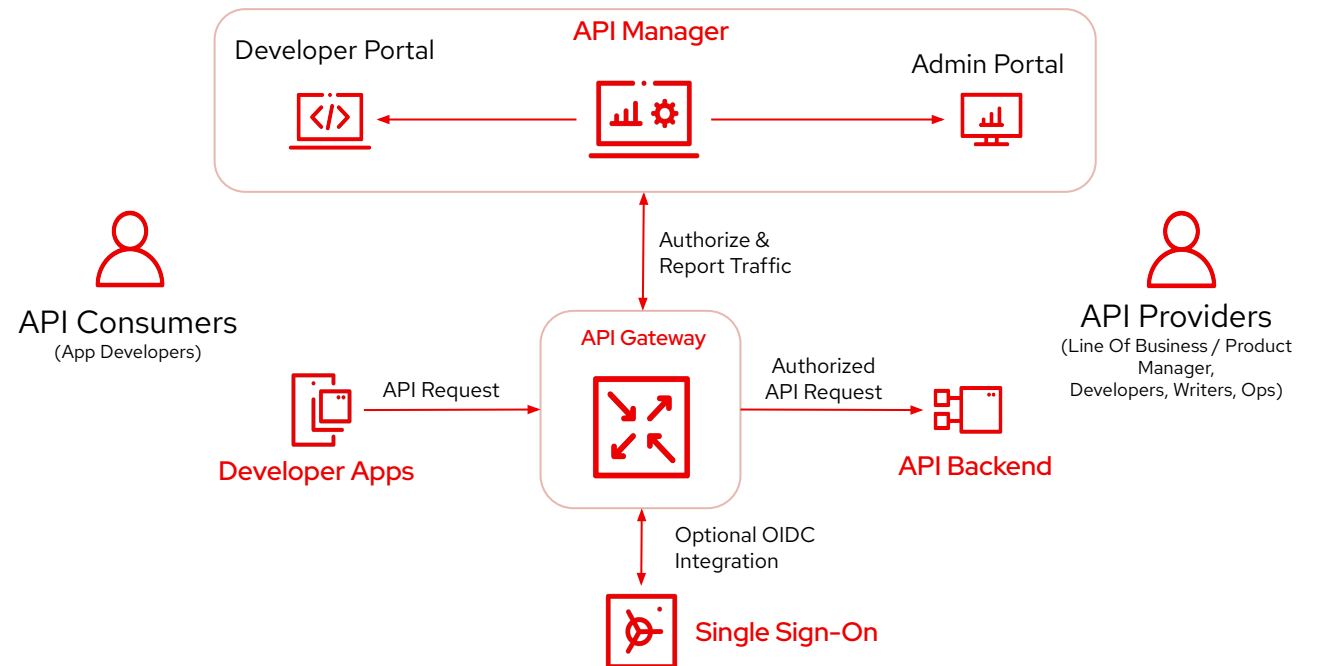 API Manager
Developer Portal
Admin Portal
Authorize &
Report Traffic
API Consumers
(App Developers)
API Providers
(Line Of Business / Product
Manager,
Developers, Writers, Ops)
API Gateway
API Request
Authorized
API Request
Developer Apps
API Backend
Optional OIDC
Integration
Single Sign-On